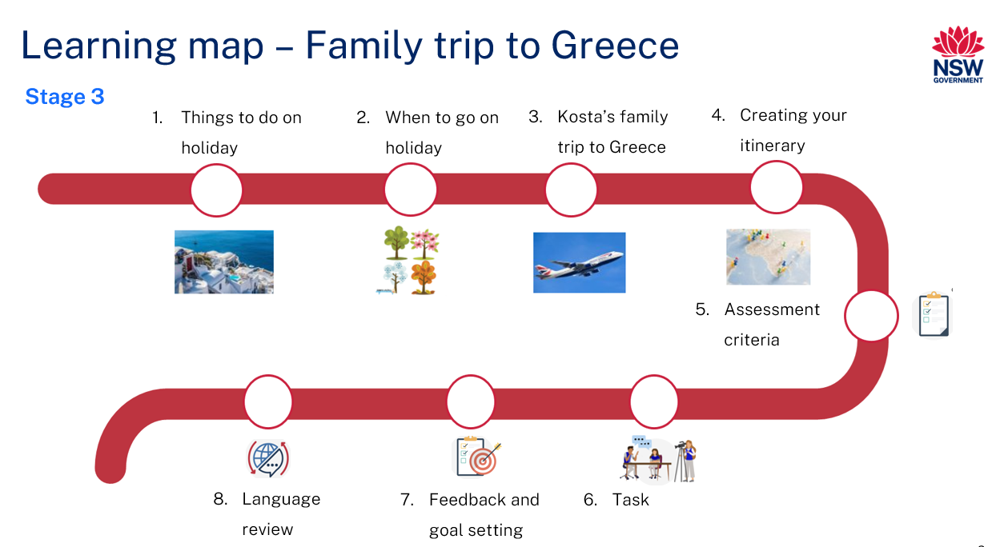 Learning map – Family trip to Greece
NSW
GOVERNMENT
Stage 3
1. Things to do on
holiday
2. When to go on
holiday
3. Kosta’s family
trip to Greece
4. Creating your
itinerary
5. Assessment
criteria
6. Task
7. Feedback and
goal setting
8. Language
review